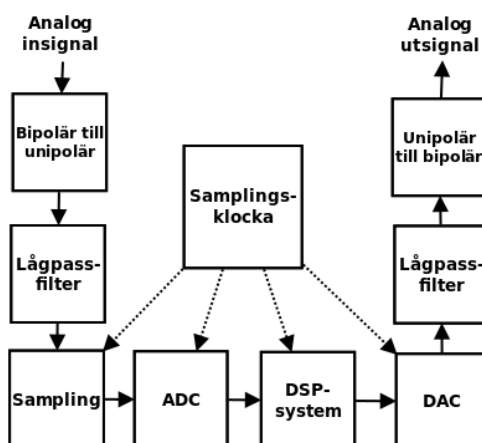 Analog
insignal
Analog
utsignal
Bipolär till
unipolär
Unipolär
till bipolär
Samplings-
klocka
Lågpass-
filter
Lågpass-
filter
Sampling
ADC
DSP-
system
DAC